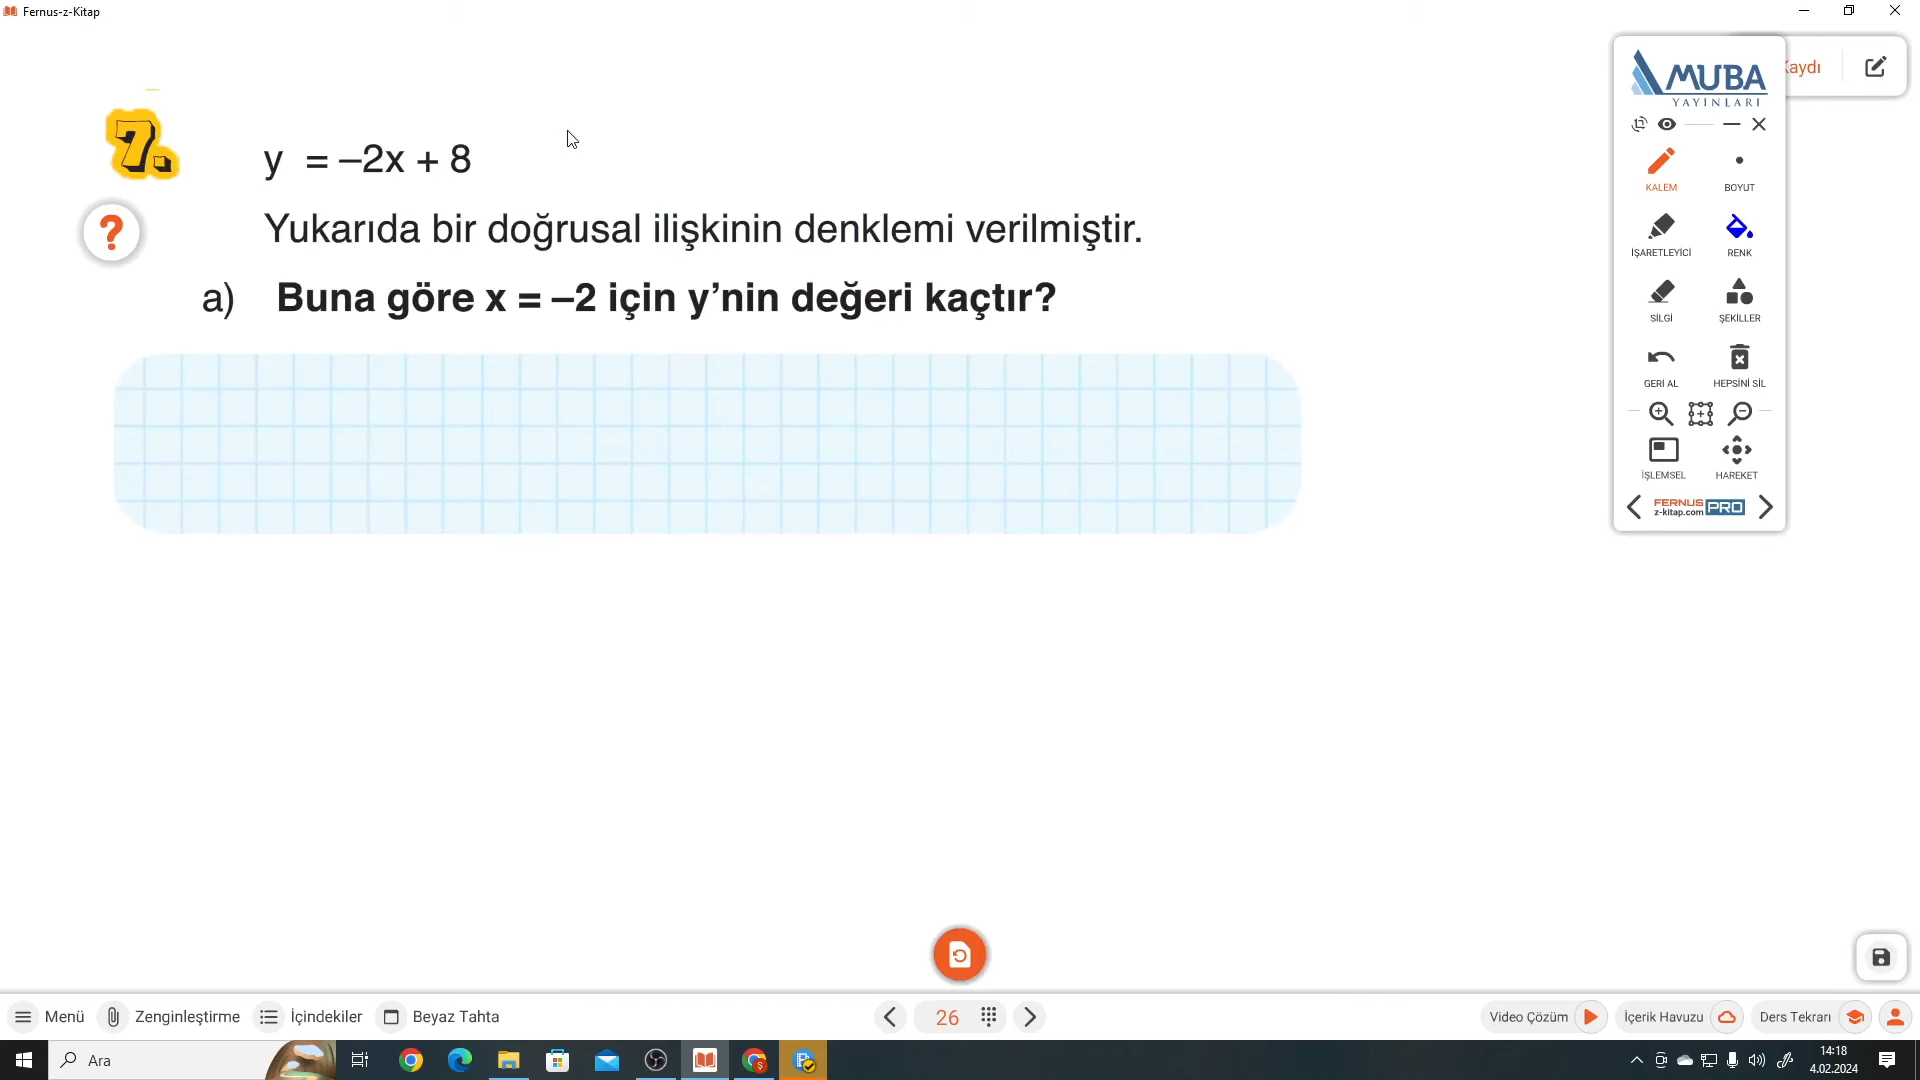 Fernus-z-Kitap
Kaydı
MUBA
YAYINLARI
7.
y = –2x + 8
?
Yukarıda bir doğrusal ilişkinin denklemi verilmiştir.
a) Buna göre x = –2 için y’nin değeri kaçtır?
KALEM
BOYUT
İŞARETLEYİCİ
RENK
SİLGİ
ŞEKİLLER
GERİ AL
HEPSİNİ SİL
İŞLEMSEL
HAREKET
FERNUS
z-kitap.com
PRO
Menü
Zenginleştirme
İçindekiler
Beyaz Tahta
26
Video Çözüm
İçerik Havuzu
Ders Tekrarı
Ara
14:18
4.02.2024